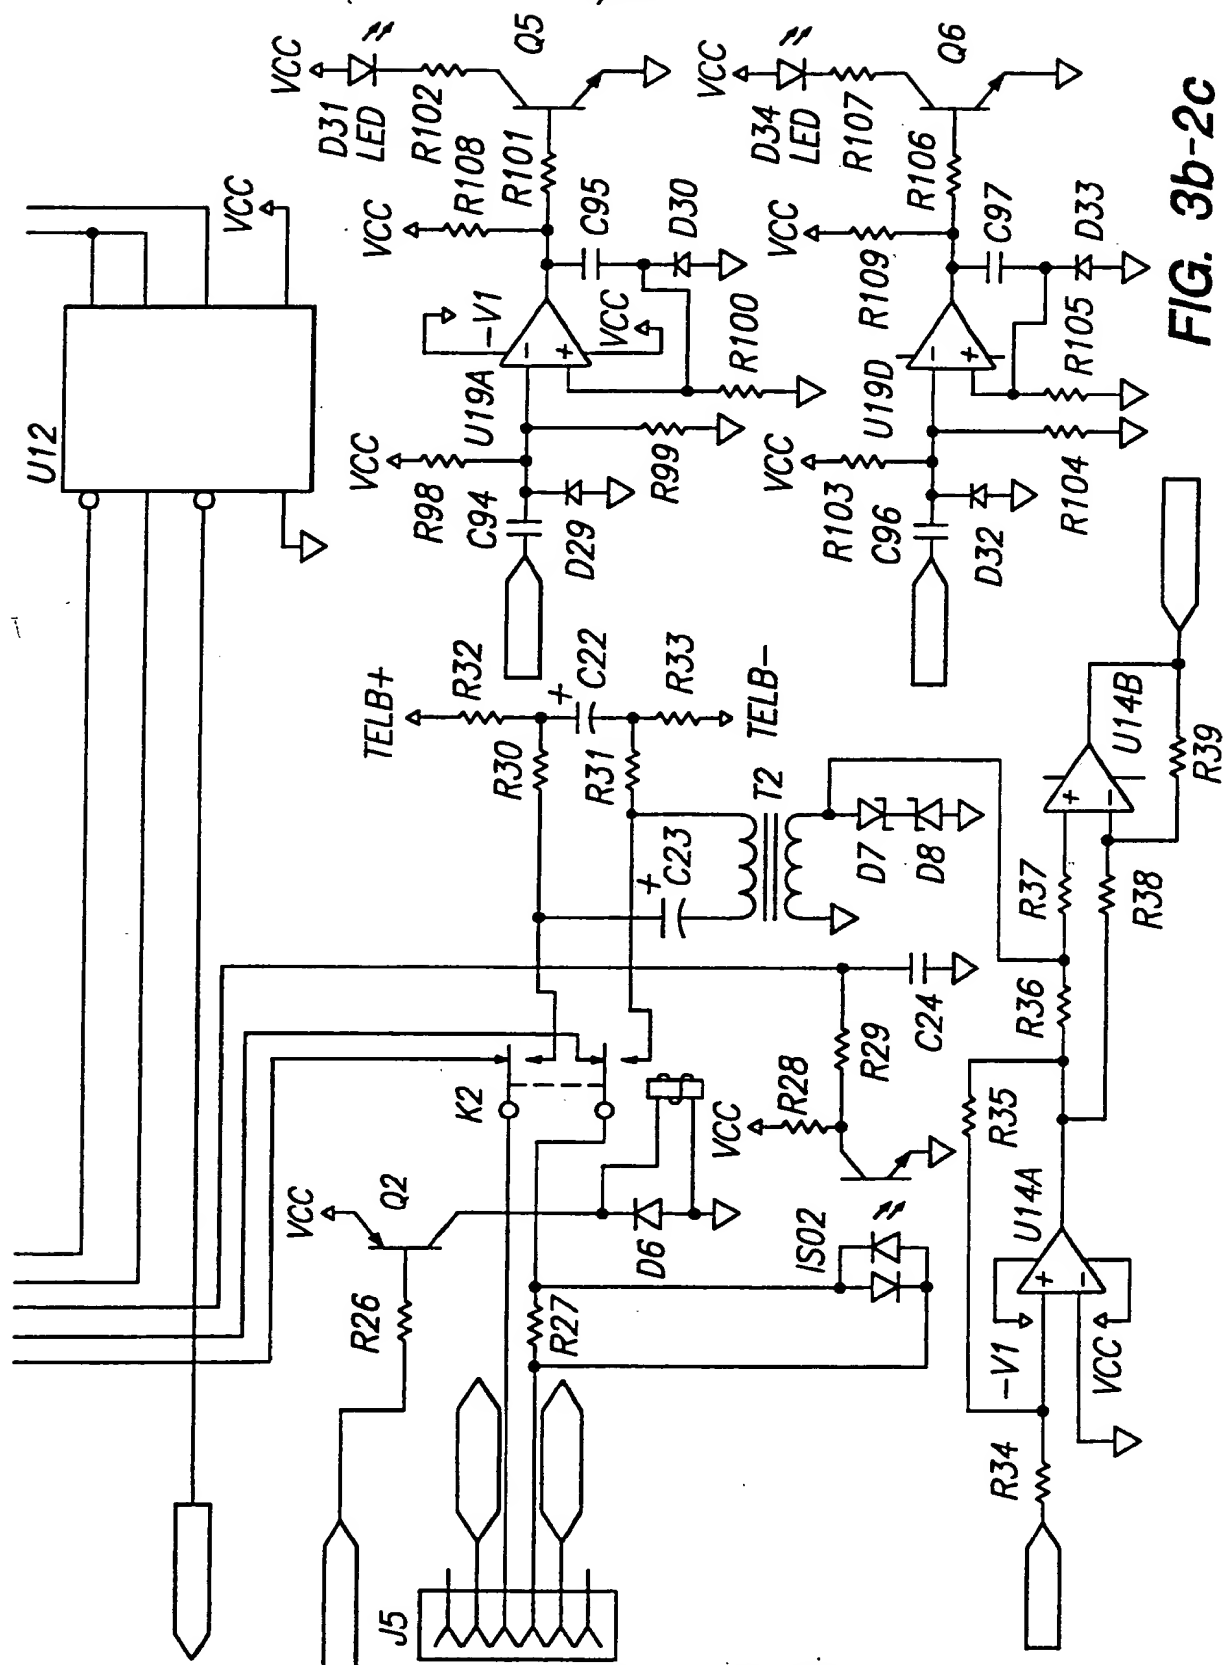 U12
VCC
VCC
D31
LED
R102
Q5
VCC
R108
R101
C95
D30
-V1
VCC
R100
U19A
-
+
VCC
R98
C94
D29
R99
VCC
D34
LED
R107
Q6
VCC
R109
R106
C97
D33
R105
U19D
-
+
VCC
R103
C96
D32
R104
TELB+
R32
R30
+
C22
R31
R33
TELB-
+
C23
T2
D7
D8
K2
VCC
Q2
R26
D6
R27
J5
ISO2
VCC
R28
R29
C24
R34
-V1
VCC
+
-
U14A
R35
R36
R37
R38
+
-
U14B
R39
FIG. 3b-2c